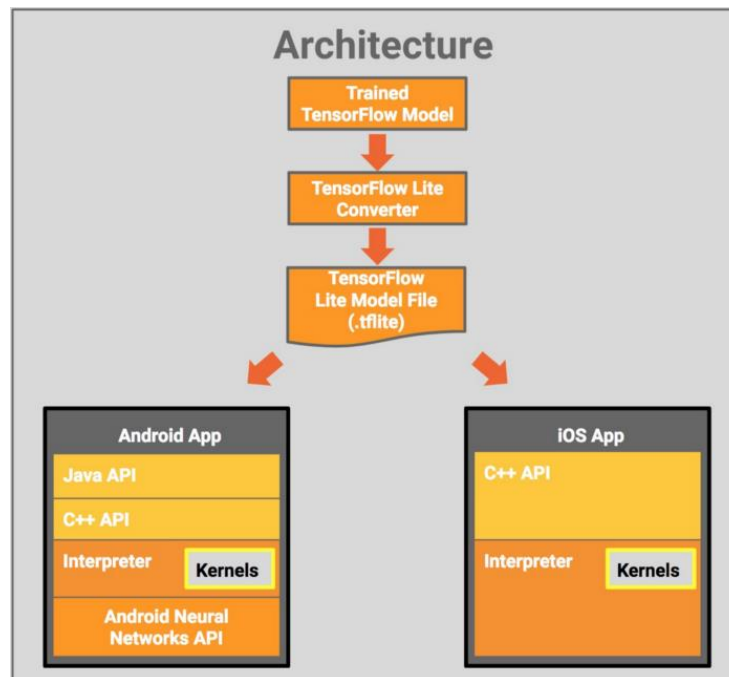 Architecture
Trained
TensorFlow Model
TensorFlow Lite
Converter
TensorFlow
Lite Model File
(.tflite)
Android App
Java API
C++ API
Interpreter
Kernels
Android Neural
Networks API
iOS App
C++ API
Interpreter
Kernels